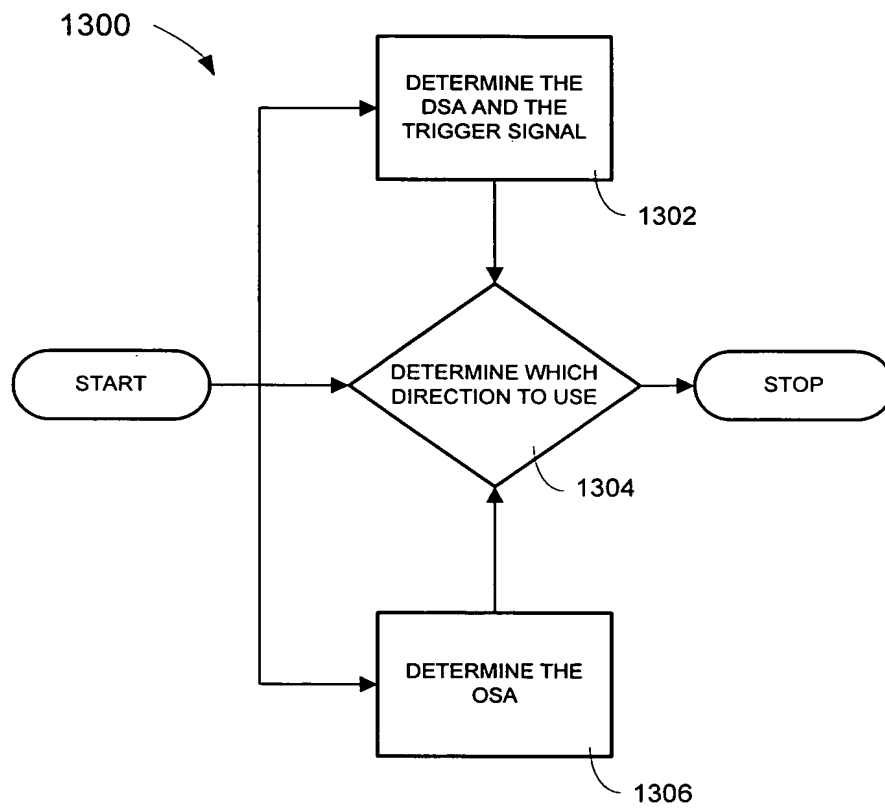 1300
DETERMINE THE
DSA AND THE
TRIGGER SIGNAL
1302
START
DETERMINE WHICH
DIRECTION TO USE
STOP
1304
DETERMINE THE
OSA
1306